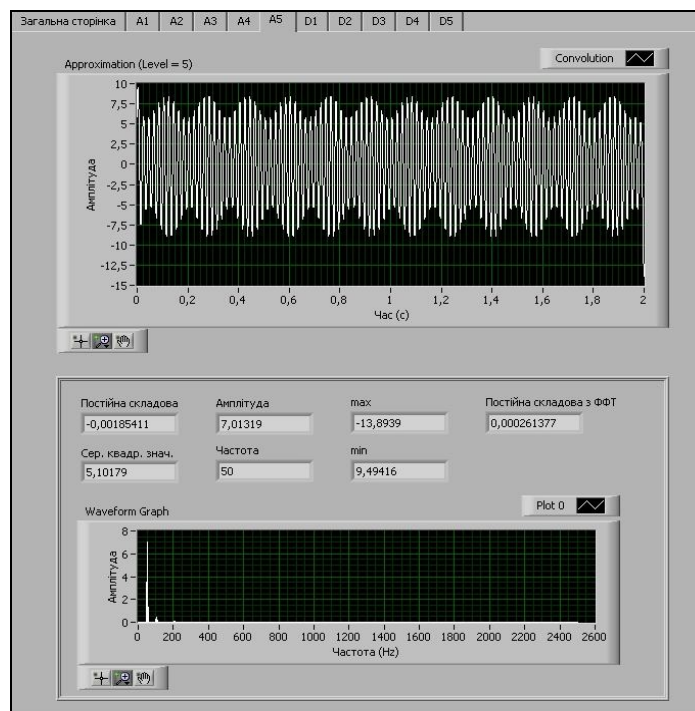 Загальна сторінка A1 A2 A3 A4 A5 D1 D2 D3 D4 D5
Approximation (Level = 5)
Convolution
Амплітуда
10
7,5
5
2,5
0
-2,5
-5
-7,5
-10
-12,5
-15
0 0,2 0,4 0,6 0,8 1 1,2 1,4 1,6 1,8 2
Час (с)
Постійна складова Амплітуда max Постійна складова з ФФТ
-0,00185411 7,01319 -13,8939 0,000261377
Сер. квадр. знач. Частота min
5,10179 50 9,49416
Plot 0
Waveform Graph
Амплітуда
8
6
4
2
0
0 200 400 600 800 1000 1200 1400 1600 1800 2000 2200 2400 2600
Частота (Hz)